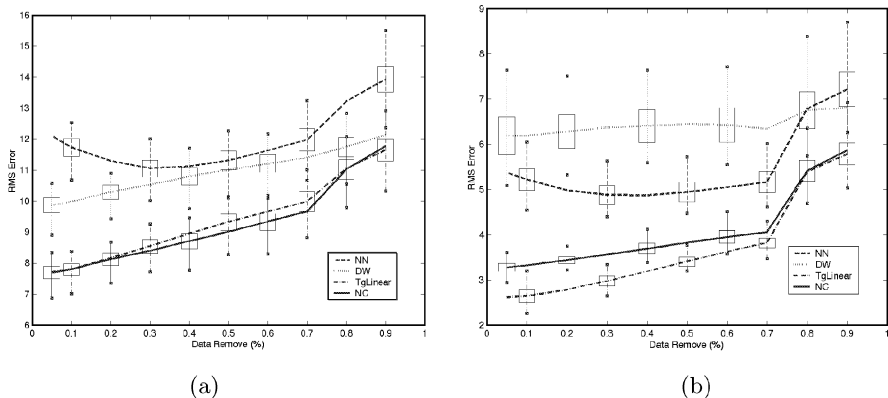 16
15
14
13
12
11
10
9
8
7
6
RMS Error
0 0.1 0.2 0.3 0.4 0.5 0.6 0.7 0.8 0.9 1
Data Remove (%)
NN
DW
TgLinear
NC
(a)
9
8
7
6
5
4
3
2
RMS Error
0 0.1 0.2 0.3 0.4 0.5 0.6 0.7 0.8 0.9 1
Data Remove (%)
NN
DW
TgLinear
NC
(b)